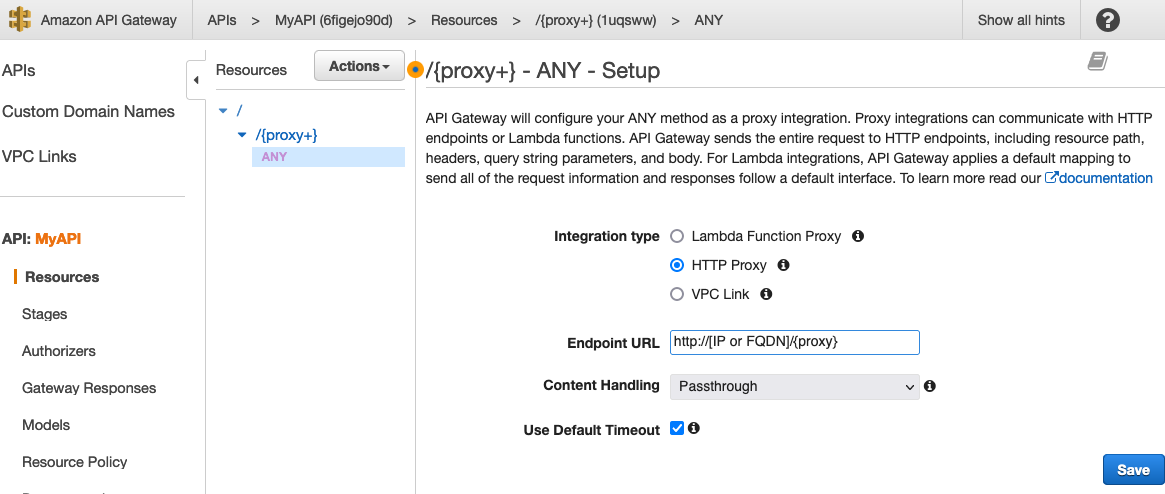 Amazon API Gateway APIs > MyAPI (6figejo90d) > Resources > /{proxy+} (1uqsww) > ANY Show all hints ?
APIs
Custom Domain Names
VPC Links
API: MyAPI
Resources
Stages
Authorizers
Gateway Responses
Models
Resource Policy
Resources Actions
/
/{proxy+}
ANY
/{proxy+} - ANY - Setup
API Gateway will configure your ANY method as a proxy integration. Proxy integrations can communicate with HTTP
endpoints or Lambda functions. API Gateway sends the entire request to HTTP endpoints, including resource path,
headers, query string parameters, and body. For Lambda integrations, API Gateway applies a default mapping to
send all of the request information and responses follow a default interface. To learn more read our documentation
Integration type Lambda Function Proxy
HTTP Proxy
VPC Link
Endpoint URL http://[IP or FQDN]/{proxy}
Content Handling Passthrough
Use Default Timeout
Save